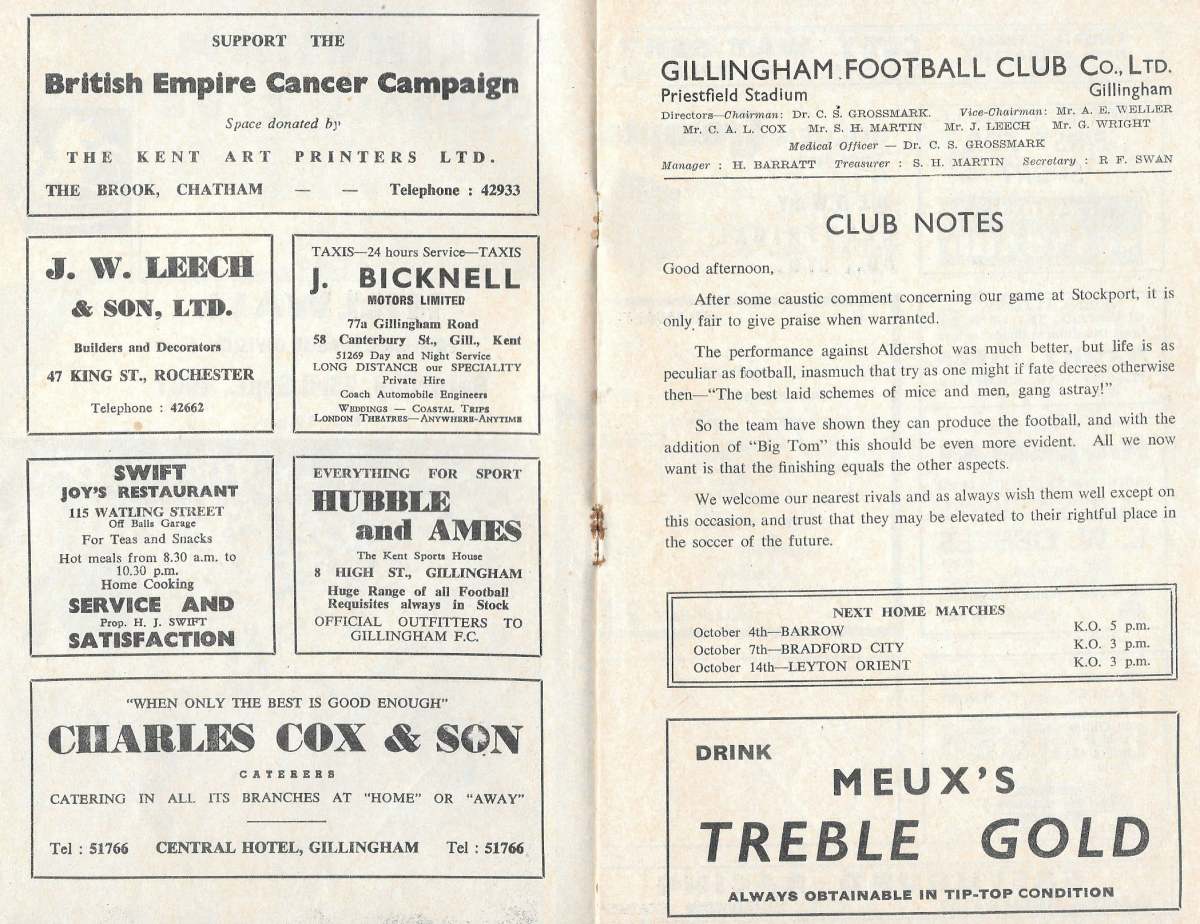 SUPPORT THE
British Empire Cancer Campaign
Space donated by
THE KENT ART PRINTERS LTD.
THE BROOK, CHATHAM — — Telephone : 42933
J. W. LEECH
& SON, LTD.
Builders and Decorators
47 KING ST., ROCHESTER
Telephone : 42662
TAXIS—24 hours Service—TAXIS
J. BICKNELL
MOTORS LIMITED
77a Gillingham Road
58 Canterbury St., Gill., Kent
51269 Day and Night Service
LONG DISTANCE our SPECIALITY
Private Hire
Coach Automobile Engineers
WEDDINGS — COASTAL TRIPS
LONDON THEATRES—ANYWHERE-ANYTIME
SWIFT
JOY'S RESTAURANT
115 WATLING STREET
Off Balls Garage
For Teas and Snacks
Hot meals from 8.30 a.m. to
10.30 p.m.
Home Cooking
SERVICE AND
Prop. H. J. SWIFT
SATISFACTION
EVERYTHING FOR SPORT
HUBBLE
and AMES
The Kent Sports House
8 HIGH ST., GILLINGHAM
Huge Range of all Football
Requisites always in Stock
OFFICIAL OUTFITTERS TO
GILLINGHAM F.C.
"WHEN ONLY THE BEST IS GOOD ENOUGH"
CHARLES COX & SON
CATERERS
CATERING IN ALL ITS BRANCHES AT "HOME" OR "AWAY"
Tel : 51766 CENTRAL HOTEL, GILLINGHAM Tel : 51766
GILLINGHAM FOOTBALL CLUB Co., LTD.
Priestfield Stadium Gillingham
Directors—Chairman: Dr. C. S. GROSSMARK. Vice-Chairman: Mr. A. E. WELLER
Mr. C. A. L. COX Mr. S. H. MARTIN Mr. J. LEECH Mr. G. WRIGHT
Medical Officer — Dr. C. S. GROSSMARK
Manager : H. BARRATT Treasurer : S. H. MARTIN Secretary : R F. SWAN
CLUB NOTES
Good afternoon,
After some caustic comment concerning our game at Stockport, it is
only fair to give praise when warranted.
The performance against Aldershot was much better, but life is as
peculiar as football, inasmuch that try as one might if fate decrees otherwise
then—"The best laid schemes of mice and men, gang astray!"
So the team have shown they can produce the football, and with the
addition of "Big Tom" this should be even more evident. All we now
want is that the finishing equals the other aspects.
We welcome our nearest rivals and as always wish them well except on
this occasion, and trust that they may be elevated to their rightful place in
the soccer of the future.
NEXT HOME MATCHES
October 4th—BARROW K.O. 5 p.m.
October 7th—BRADFORD CITY K.O. 3 p.m.
October 14th—LEYTON ORIENT K.O. 3 p.m.
DRINK
MEUX'S
TREBLE GOLD
ALWAYS OBTAINABLE IN TIP-TOP CONDITION